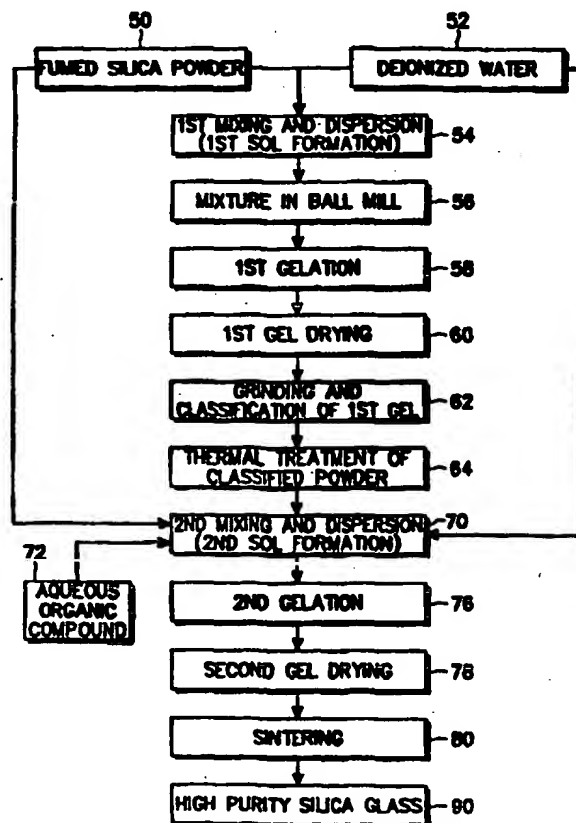 50
52
FUMED SILICA POWDER
DEIONIZED WATER
1ST MIXING AND DISPERSION
(1ST SOL FORMATION)
54
MIXTURE IN BALL MILL
56
1ST GELATION
58
1ST GEL DRYING
60
GRINDING AND
CLASSIFICATION OF 1ST GEL
62
THERMAL TREATMENT OF
CLASSIFIED POWDER
64
2ND MIXING AND DISPERSION
(2ND SOL FORMATION)
70
72
AQUEOUS
ORGANIC
COMPOUND
2ND GELATION
76
SECOND GEL DRYING
78
SINTERING
80
HIGH PURITY SILICA GLASS
90